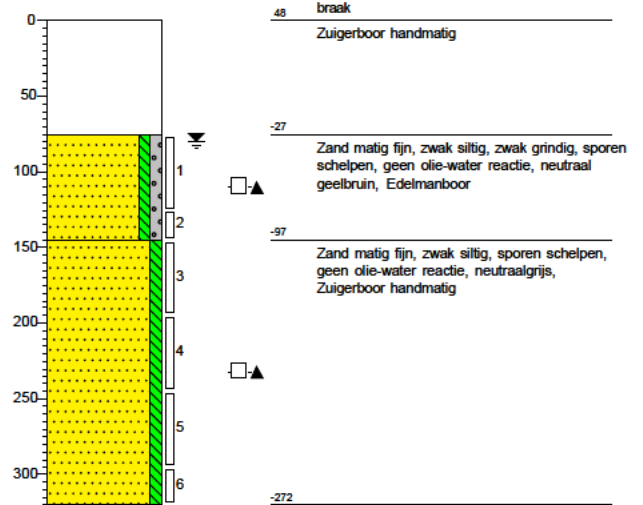 braak
0
48
Zuigerboor handmatig
50
-27
Zand matig fijn, zwak siltig, zwak grindig, sporen
schelpen, geen olie-water reactie, neutraal
geelbruin, Edelmanboor
100
1
2
-97
150
Zand matig fijn, zwak siltig, sporen schelpen,
geen olie-water reactie, neutraalgrijs,
Zuigerboor handmatig
3
200
4
250
5
300
6
-272